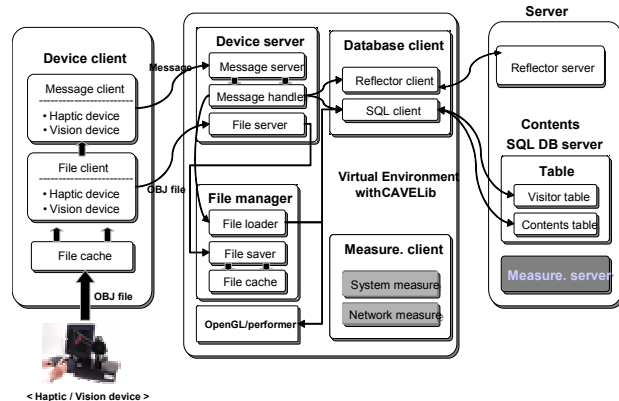 Device client
Message client
• Haptic device
• Vision device
File client
• Haptic device
• Vision device
File cache
OBJ file
< Haptic / Vision device >
Message
OBJ file
Device server
Message server
Message handle
File server
File manager
File loader
File saver
File cache
OpenGL/performer
Database client
Reflector client
SQL client
Virtual Environment
withCAVELib
Measure. client
System measure.
Network measure.
Server
Reflector server
Contents
SQL DB server
Table
Visitor table
Contents table
Measure. server